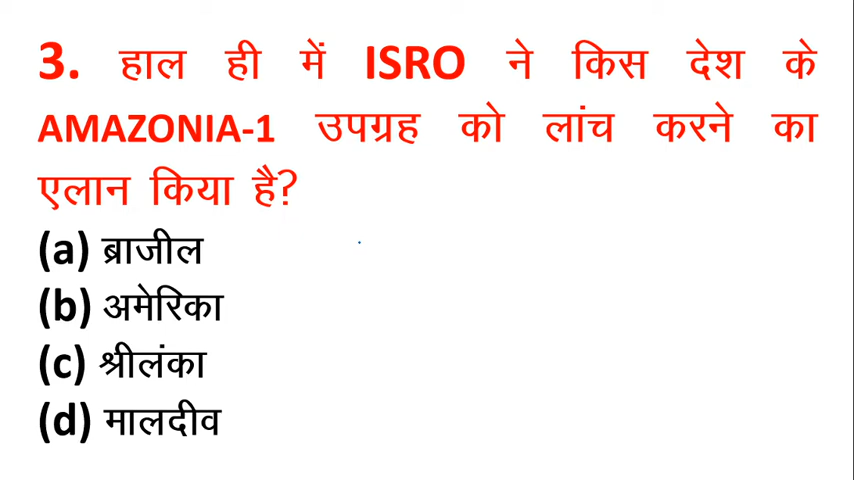 3. हाल ही में ISRO ने किस देश के
AMAZONIA-1 उपग्रह को लांच करने का
एलान किया है?
(a) ब्राजील
(b) अमेरिका
(c) श्रीलंका
(d) मालदीव